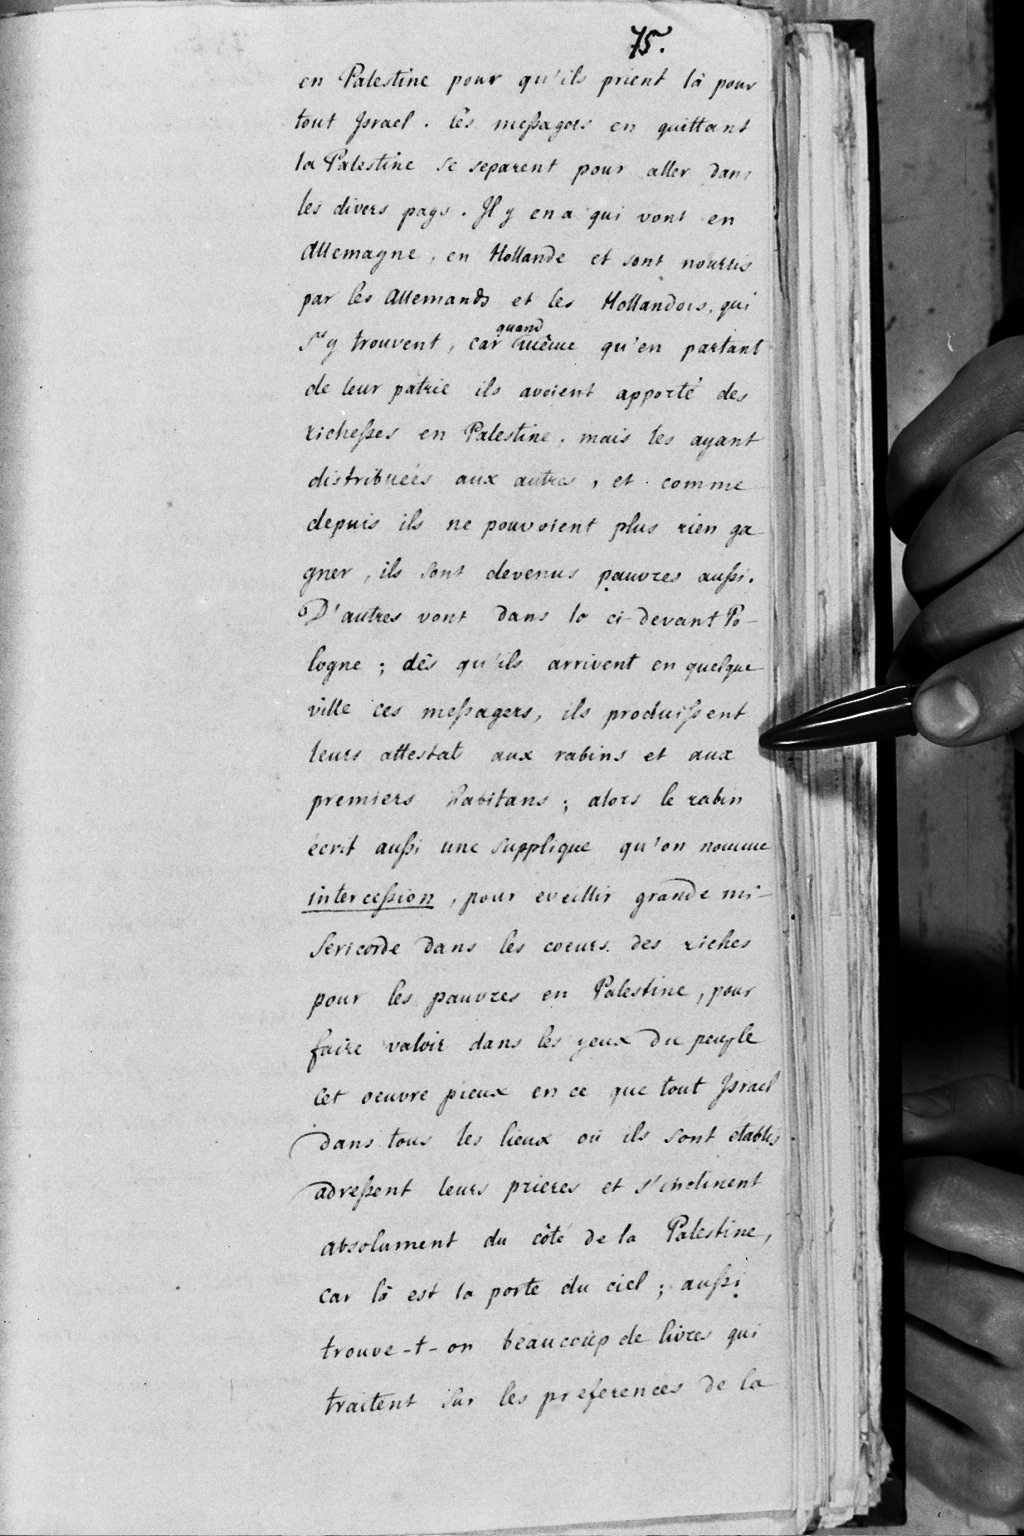 75.
en Palestine pour qu'ils prient là pour
tout Israel. les messagers en quittant
la Palestine se separent pour aller dans
les divers pays. Il y en a qui vont en
Allemagne, en Hollande et sont nourris
par les Allemands et les Hollandois, qui
s'y trouvent, car quand même qu'en partant
de leur patrie ils avoient apporté des
richesses en Palestine, mais les ayant
distribuées aux autres, et comme
depuis ils ne pouvoient plus rien ga
gner, ils sont devenus pauvres aussi.
D'autres vont dans la ci-devant Po-
logne; dès qu'ils arrivent en quelque
ville ces messagers, ils produissent
leurs attestat aux rabins et aux
premiers habitans; alors le rabin
écrit aussi une supplique qu'on nomme
intercession, pour eveillir grande mi-
sericorde dans les coeurs des riches
pour les pauvres en Palestine, pour
faire valoir dans les yeux du peuple
cet oeuvre pieux en ce que tout Israel
dans tous les lieux où ils sont établis
adressent leurs prieres et s'inclinent
absolument du côté de la Palestine,
car là est la porte du ciel; aussi
trouve-t-on beaucoup de livres qui
traitent sur les preferences de la